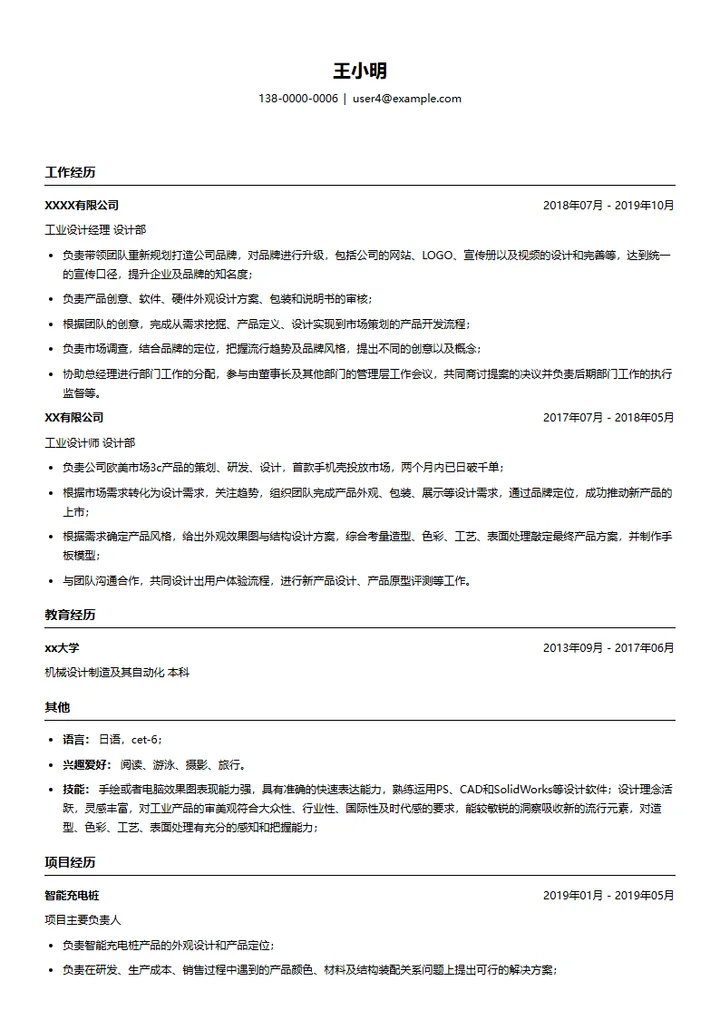 王小明
138-0000-0006 | user4@example.com
工作经历
XXXX有限公司 2018年07月 - 2019年10月
工业设计经理 设计部
• 负责带领团队重新规划打造公司品牌，对品牌进行升级，包括公司的网站、LOGO、宣传册以及视频的设计和完善等，达到统一
的宣传口径，提升企业及品牌的知名度；
• 负责产品创意、软件、硬件外观设计方案、包装和说明书的审核；
• 根据团队的创意，完成从需求挖掘、产品定义、设计实现到市场策划的产品开发流程；
• 负责市场调查，结合品牌的定位，把握流行趋势及品牌风格，提出不同的创意以及概念；
• 协助总经理进行部门工作的分配，参与由董事长及其他部门的管理层工作会议，共同商讨提案的决议并负责后期部门工作的执行
监督等。
XX有限公司 2017年07月 - 2018年05月
工业设计师 设计部
• 负责公司欧美市场3c产品的策划、研发、设计，首款手机壳投放市场，两个月内已日破千单；
• 根据市场需求转化为设计需求，关注趋势，组织团队完成产品外观、包装、展示等设计需求，通过品牌定位，成功推动新产品的
上市；
• 根据需求确定产品风格，给出外观效果图与结构设计方案，综合考量造型、色彩、工艺、表面处理敲定最终产品方案，并制作手
板模型；
• 与团队沟通合作，共同设计出用户体验流程，进行新产品设计、产品原型评测等工作。
教育经历
xx大学 2013年09月 - 2017年06月
机械设计制造及其自动化 本科
其他
• 语言： 日语，cet-6；
• 兴趣爱好： 阅读、游泳、摄影、旅行。
• 技能： 手绘或者电脑效果图表现能力强，具有准确的快速表达能力，熟练运用PS、CAD和SolidWorks等设计软件；设计理念活
跃，灵感丰富，对工业产品的审美观符合大众性、行业性、国际性及时代感的要求，能较敏锐的洞察吸收新的流行元素，对造
型、色彩、工艺、表面处理有充分的感知和把握能力；
项目经历
智能充电桩 2019年01月 - 2019年05月
项目主要负责人
• 负责智能充电桩产品的外观设计和产品定位；
• 负责在研发、生产成本、销售过程中遇到的产品颜色、材料及结构装配关系问题上提出可行的解决方案；